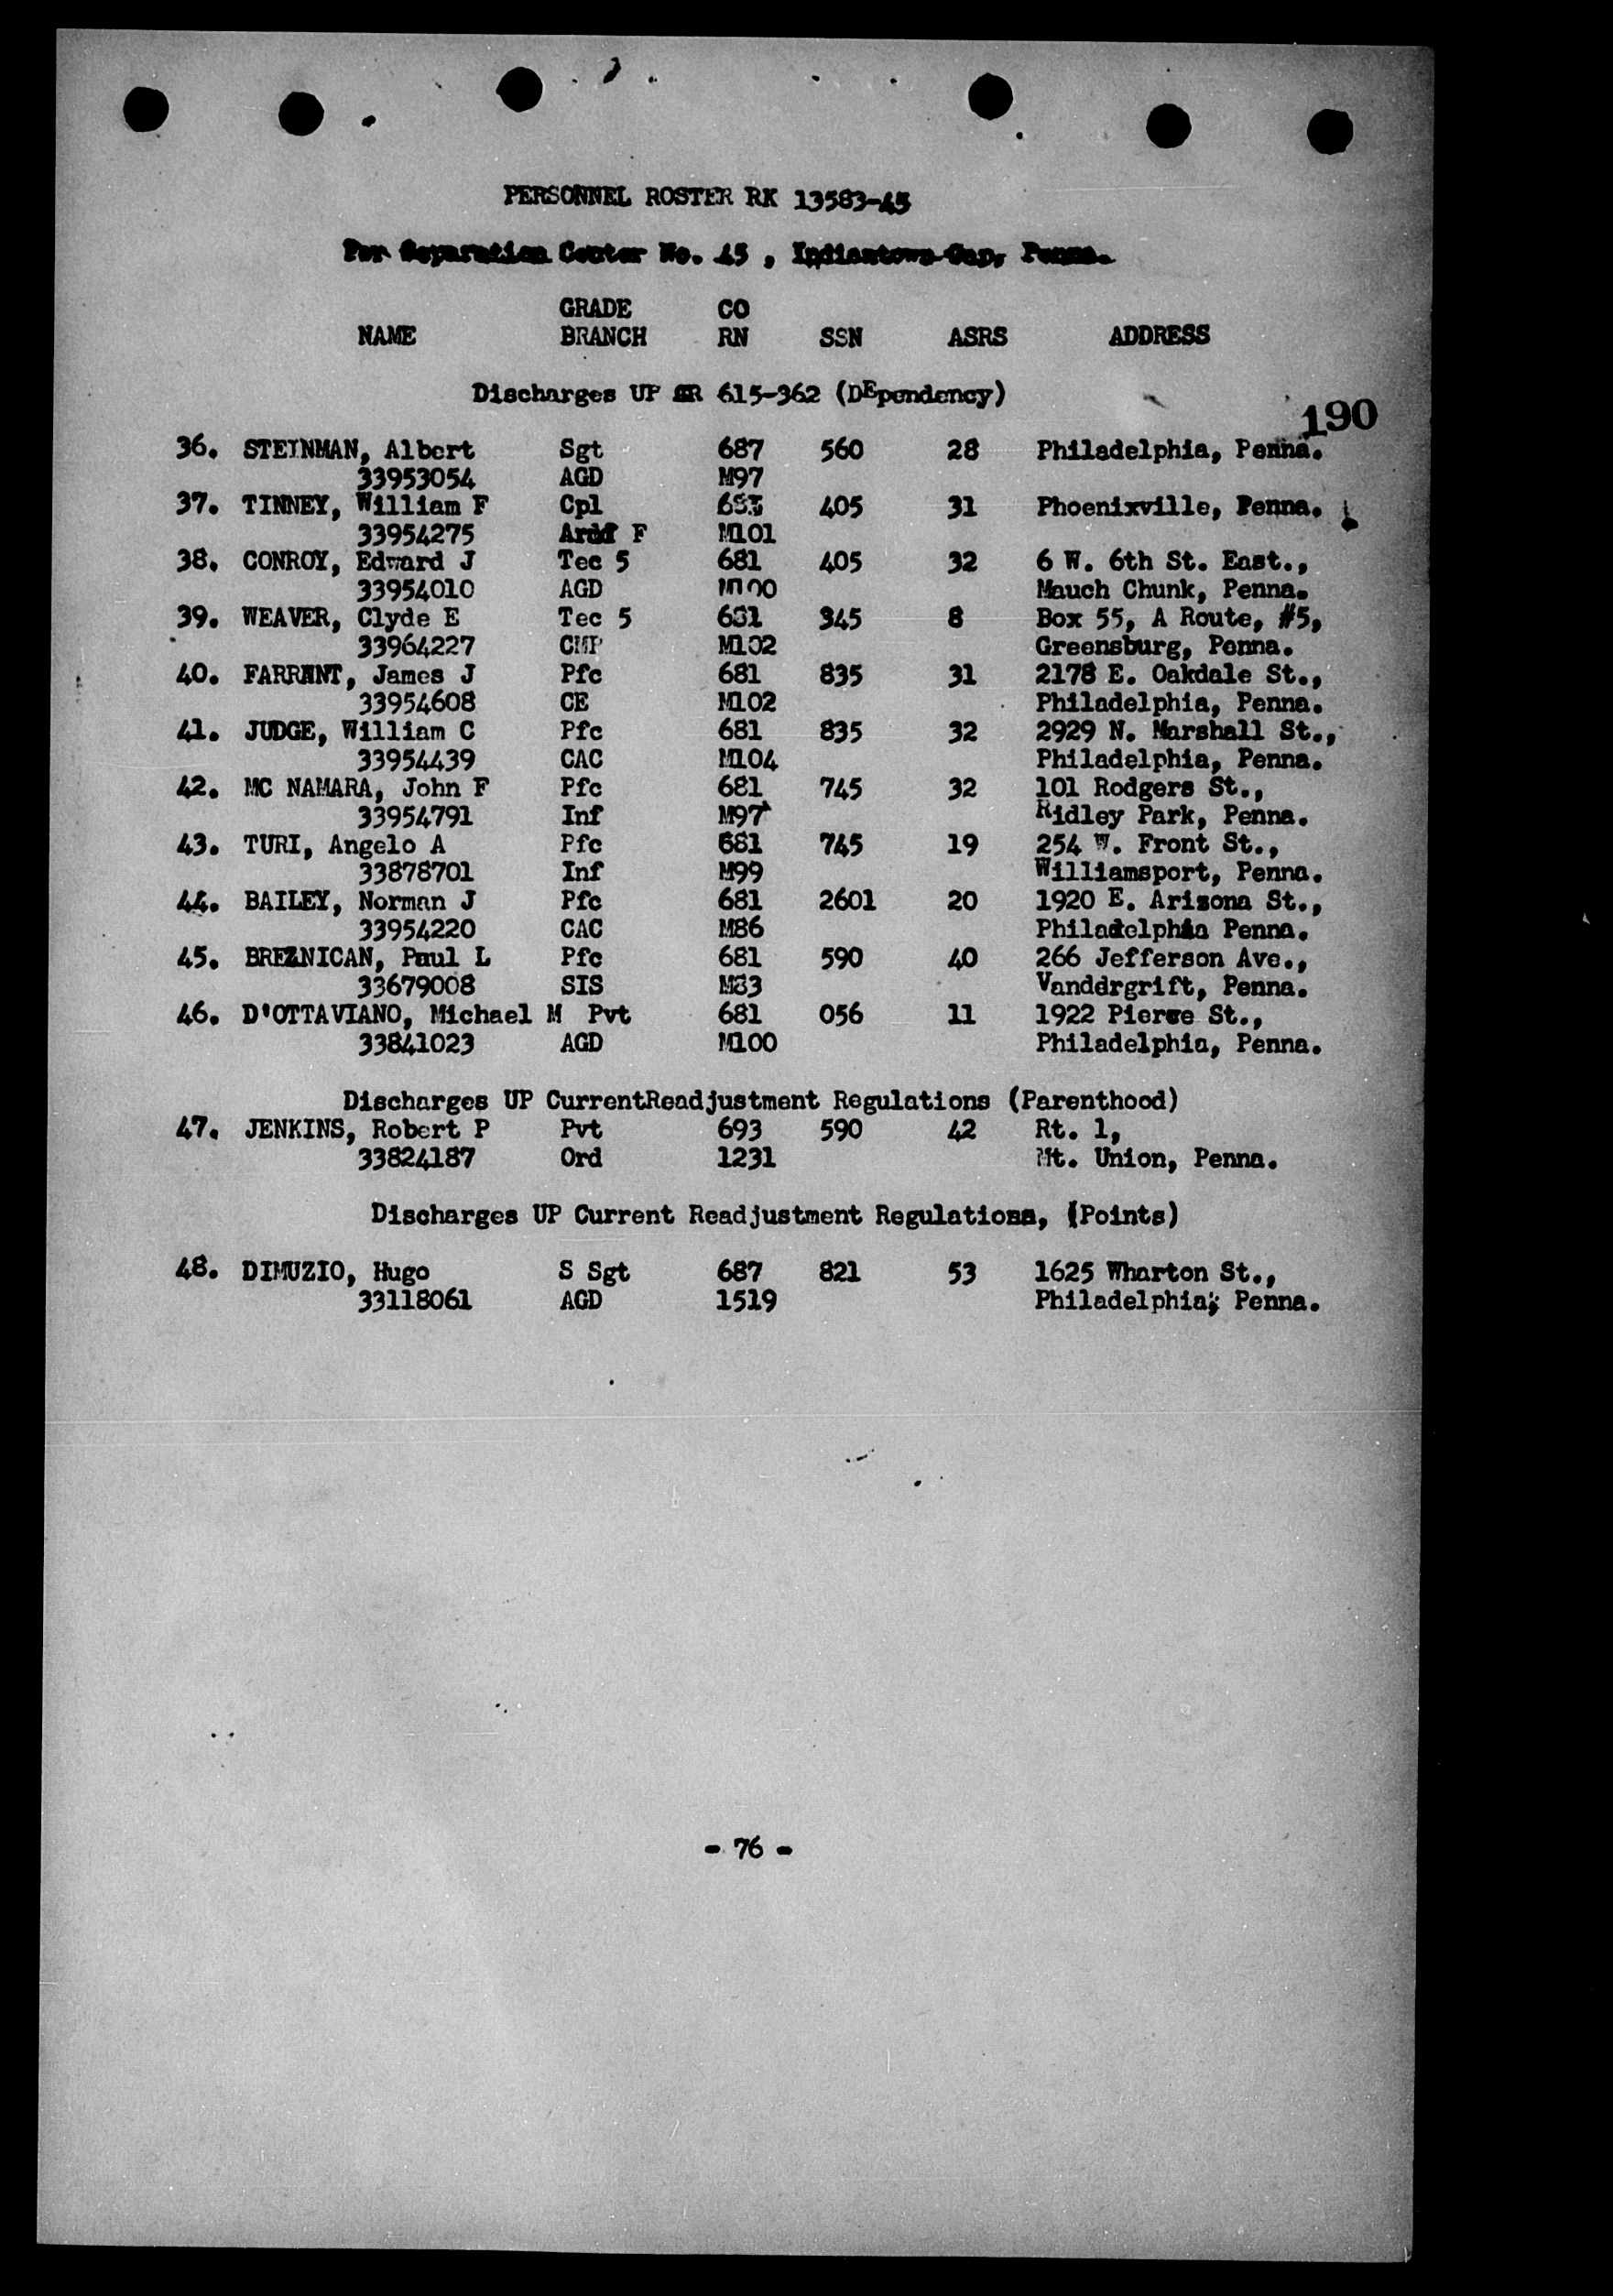 PERSONNEL ROSTER RK 13583-45
Per Separation Center No. 45 , Indiantown Gap, Penna.
GRADE CO
NAME BRANCH RN SSN ASRS ADDRESS
Discharges UP AR 615-362 (DEpendency)
190
36. STEINMAN, Albert Sgt 687 560 28 Philadelphia, Penna.
33953054 AGD M97
37. TINNEY, William F Cpl 405 31 Phoenixville, Penna.
33954275 F M101
38. CONROY, Edward J Tec 5 681 405 32 6 W. 6th St. East.,
33954010 AGD M100 Mauch Chunk, Penna.
39. WEAVER, Clyde E Tec 5 681 345 8 Box 55, A Route, #5,
33964227 CMP M102 Greensburg, Penna.
40. FARRANT, James J Pfc 681 835 31 2178 E. Oakdale St.,
33954608 CE M102 Philadelphia, Penna.
41. JUDGE, William C Pfc 681 835 32 2929 N. Marshall St.,
33954439 CAC M104 Philadelphia, Penna.
42. MC NAMARA, John F Pfc 681 745 32 101 Rodgers St.,
33954791 Inf M97 Ridley Park, Penna.
43. TURI, Angelo A Pfc 681 745 19 254 W. Front St.,
33878701 Inf M99 Williamsport, Penna.
44. BAILEY, Norman J Pfc 681 2601 20 1920 E. Arizona St.,
33954220 CAC M86 Philadelphia Penna.
45. BREZNICAN, Paul L Pfc 681 590 40 266 Jefferson Ave.,
33679008 SIS M83 Vanddrgrift, Penna.
46. D'OTTAVIANO, Michael M Pvt 681 056 11 1922 Pierce St.,
33841023 AGD M100 Philadelphia, Penna.
Discharges UP CurrentReadjustment Regulations (Parenthood)
47. JENKINS, Robert P Pvt 693 590 42 Rt. 1,
33824187 Ord 1231 Mt. Union, Penna.
Discharges UP Current Readjustment Regulations, (Points)
48. DIMUZIO, Hugo S Sgt 687 821 53 1625 Wharton St.,
33118061 AGD 1519 Philadelphia, Penna.
- 76 -